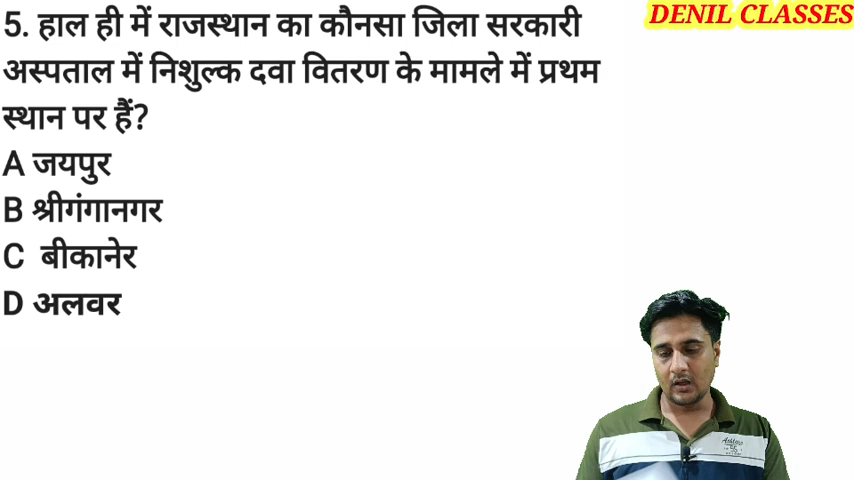 DENIL CLASSES
5. हाल ही में राजस्थान का कौनसा जिला सरकारी
अस्पताल में निशुल्क दवा वितरण के मामले में प्रथम
स्थान पर हैं?
A जयपुर
B श्रीगंगानगर
C बीकानेर
D अलवर